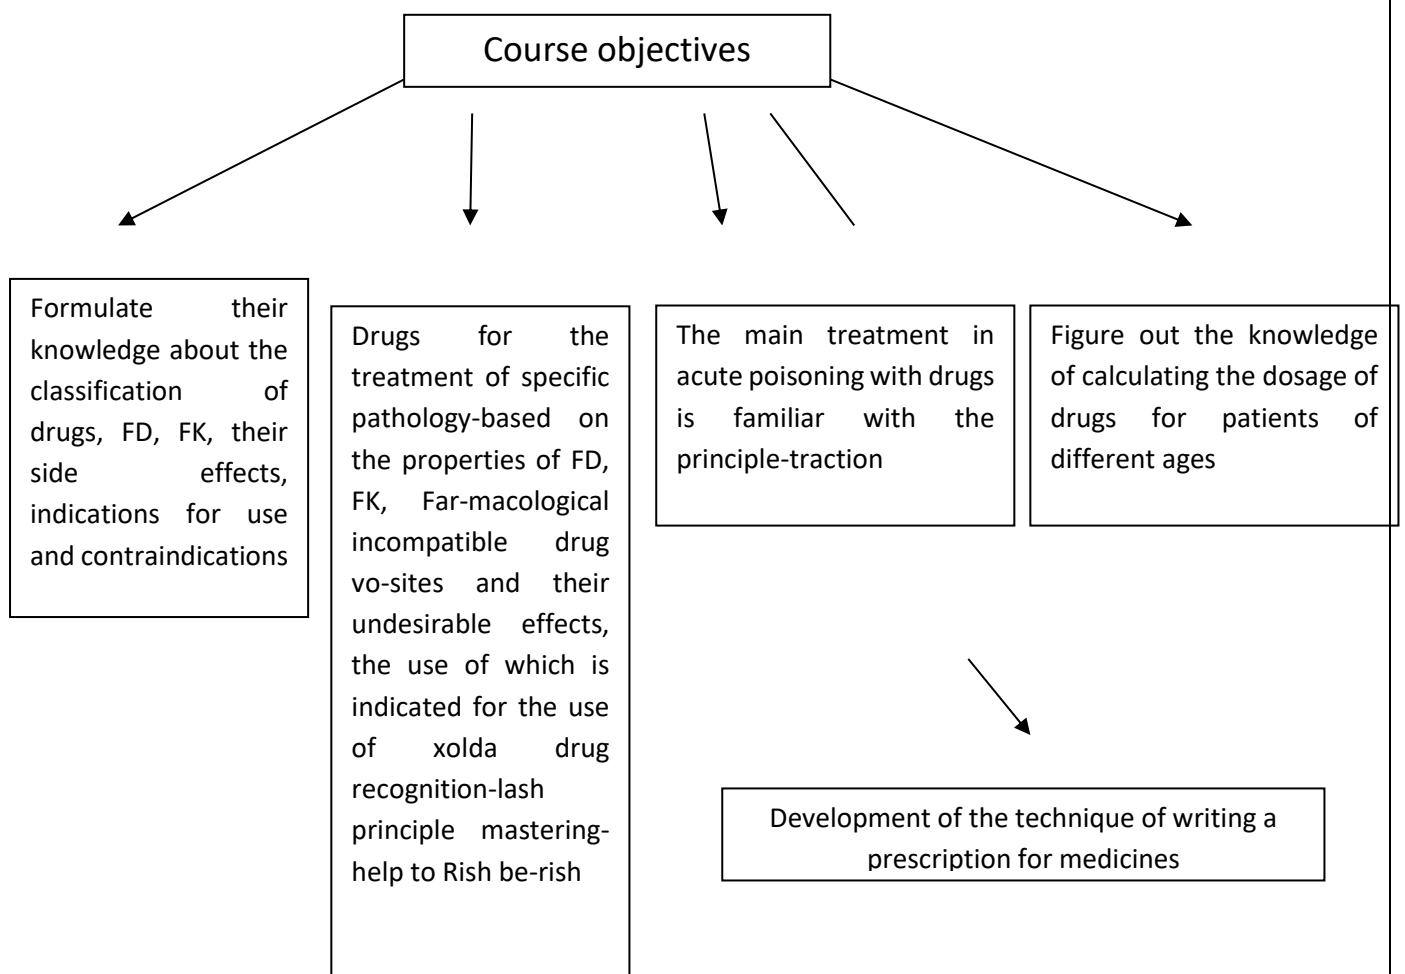 Course objectives
Formulate their
knowledge about the
classification of
drugs, FD, FK, their
side effects,
indications for use
and contraindications
Drugs for the
treatment of specific
pathology-based on
the properties of FD,
FK, Far-macological
incompatible drug
vo-sites and their
undesirable effects,
the use of which is
indicated for the use
of xolda drug
recognition-lash
principle mastering-
help to Rish be-rish
The main treatment in
acute poisoning with drugs
is familiar with the
principle-traction
Figure out the knowledge
of calculating the dosage of
drugs for patients of
different ages
Development of the technique of writing a
prescription for medicines